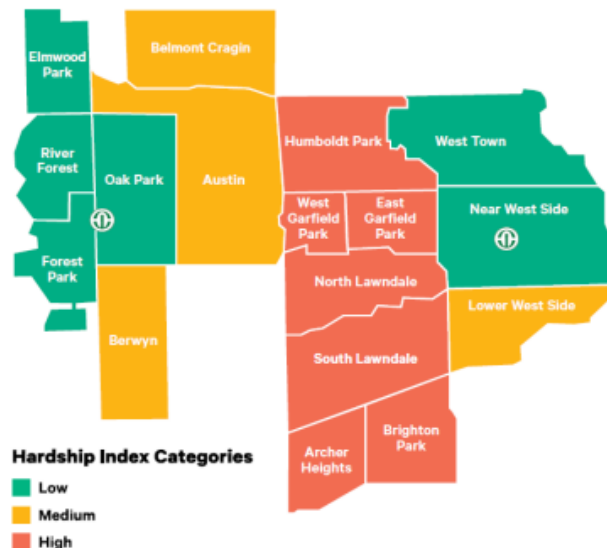 Elmwood
Park
Belmont Cragin
River
Forest
Oak Park
Austin
Humboldt Park
West Town
West
Garfield
Park
East
Garfield
Park
Near West Side
Forest
Park
North Lawndale
Lower West Side
Berwyn
South Lawndale
Archer
Heights
Brighton
Park
Hardship Index Categories
Low
Medium
High